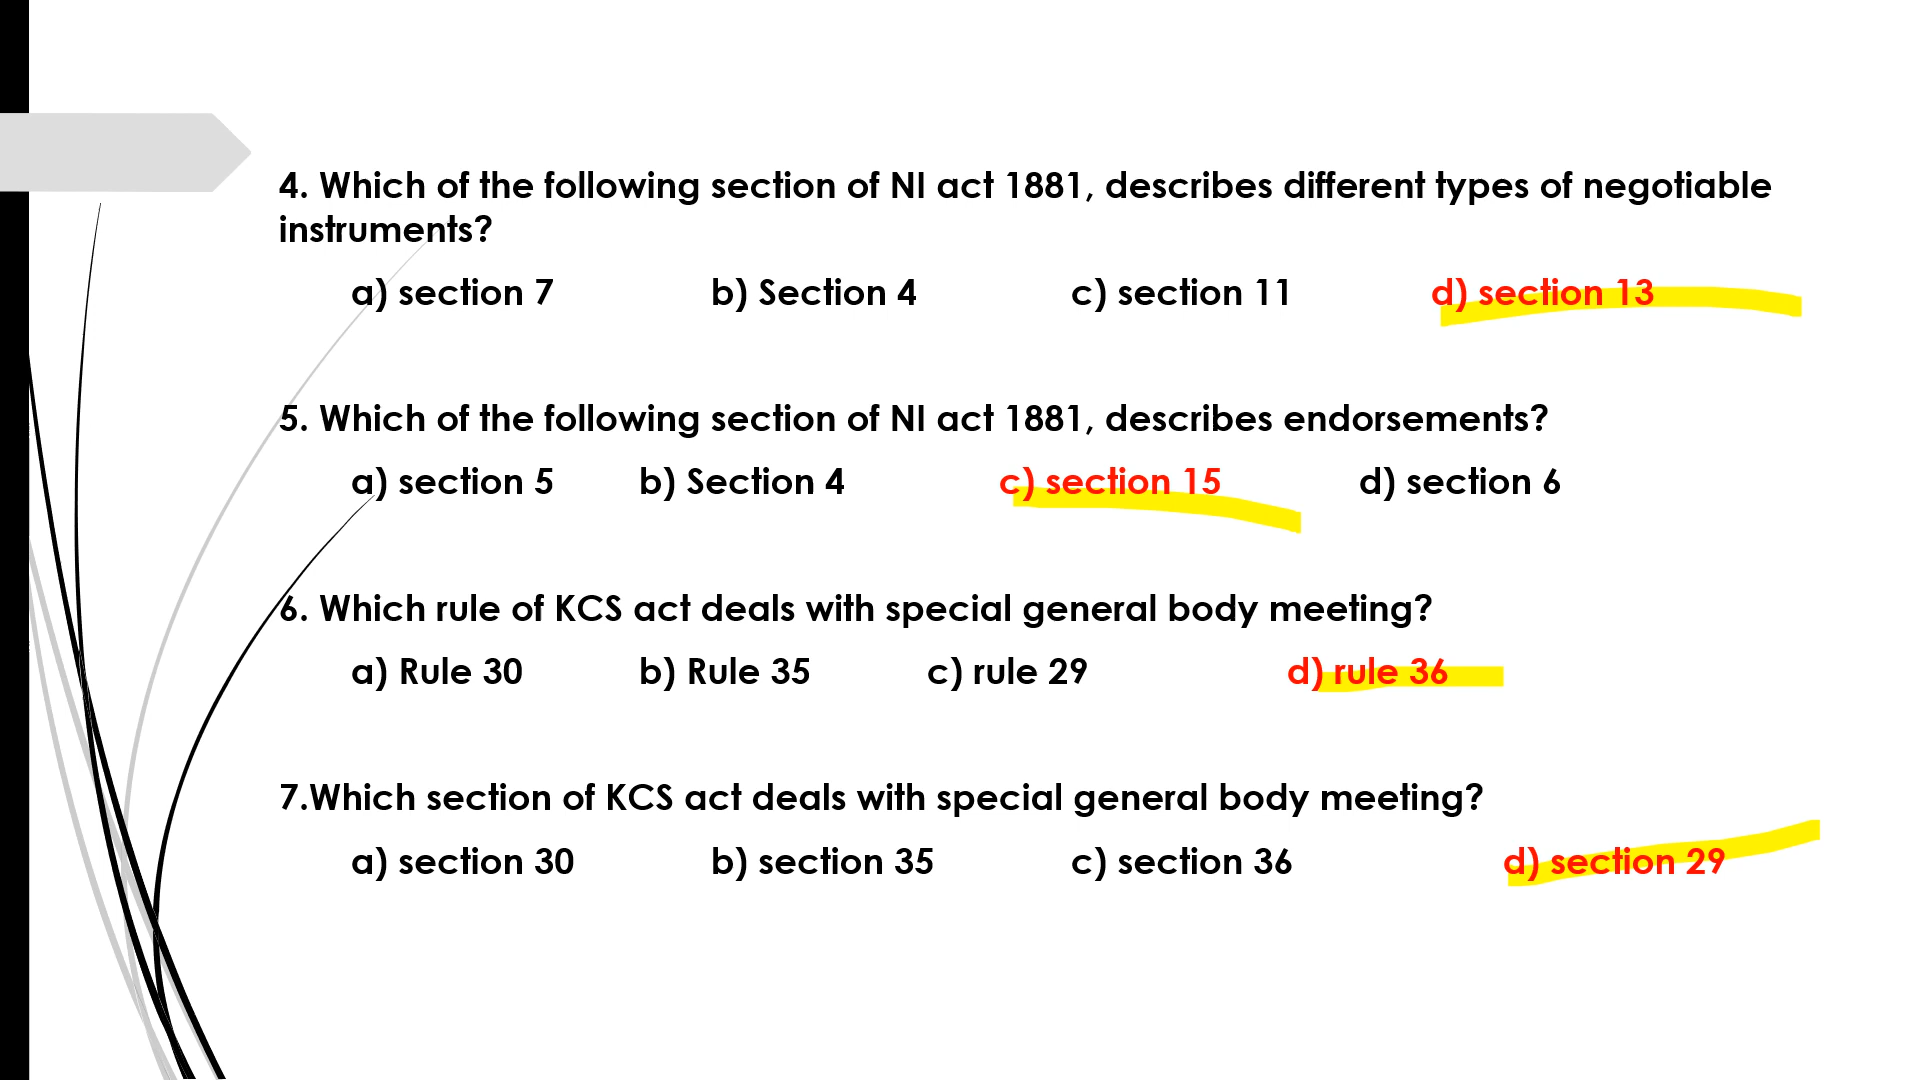 4. Which of the following section of NI act 1881, describes different types of negotiable
instruments?
a) section 7 b) Section 4 c) section 11 d) section 13
5. Which of the following section of NI act 1881, describes endorsements?
a) section 5 b) Section 4 c) section 15 d) section 6
6. Which rule of KCS act deals with special general body meeting?
a) Rule 30 b) Rule 35 c) rule 29 d) rule 36
7.Which section of KCS act deals with special general body meeting?
a) section 30 b) section 35 c) section 36 d) section 29